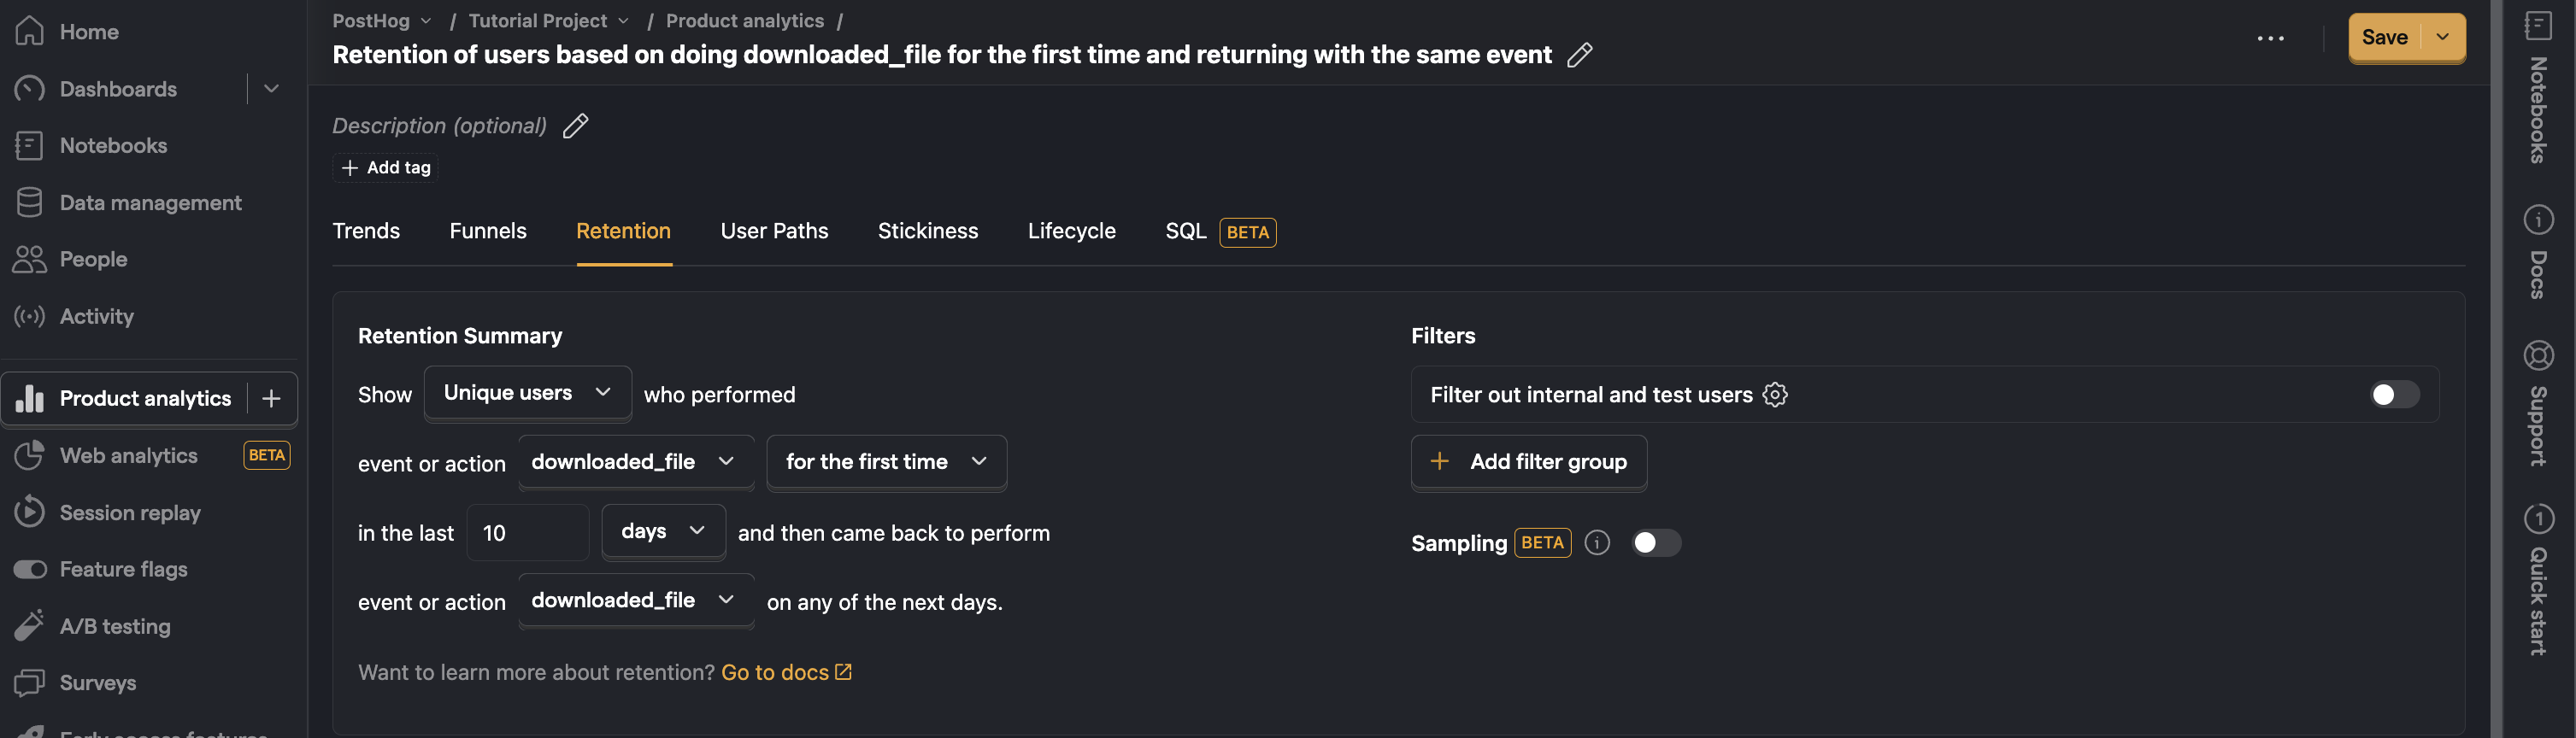 Home
Dashboards
Notebooks
Data management
People
Activity
Product analytics
Web analytics BETA
Session replay
Feature flags
A/B testing
Surveys
Early access features
PostHog / Tutorial Project / Product analytics /
Retention of users based on doing downloaded_file for the first time and returning with the same event
Save
Description (optional)
Add tag
Trends Funnels Retention User Paths Stickiness Lifecycle SQL BETA
Retention Summary
Show Unique users who performed
event or action downloaded_file for the first time
in the last 10 days and then came back to perform
event or action downloaded_file on any of the next days.
Want to learn more about retention? Go to docs
Filters
Filter out internal and test users
+ Add filter group
Sampling BETA
Notebooks
Docs
Support
1
Quick start